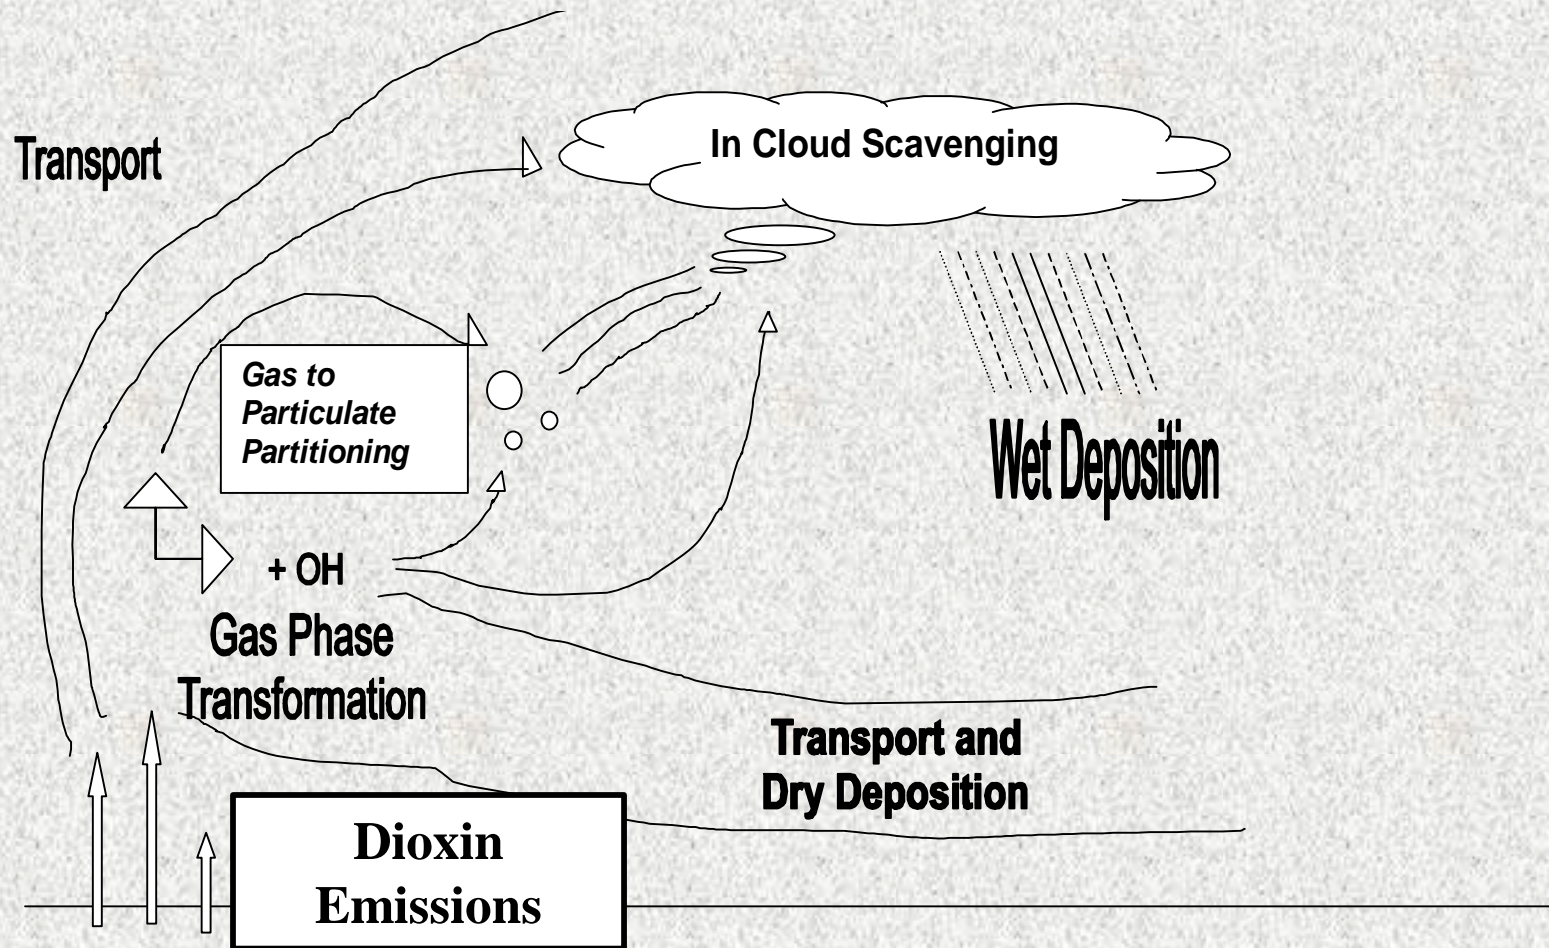 In Cloud Scavenging
Transport
Gas to
Particulate
Partitioning
Wet Deposition
+ OH
Gas Phase
Transformation
Transport and
Dry Deposition
Dioxin
Emissions